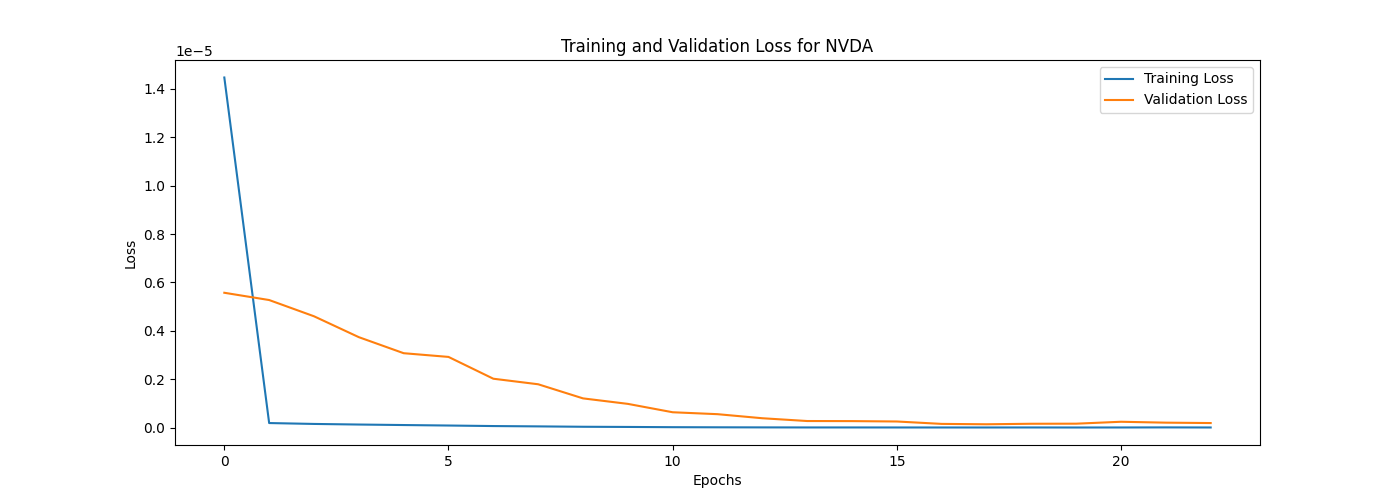 Training and Validation Loss for NVDA
1e−5
Training Loss
Validation Loss
1.4
1.2
1.0
0.8
0.6
0.4
0.2
0.0
Loss
0 5 10 15 20
Epochs